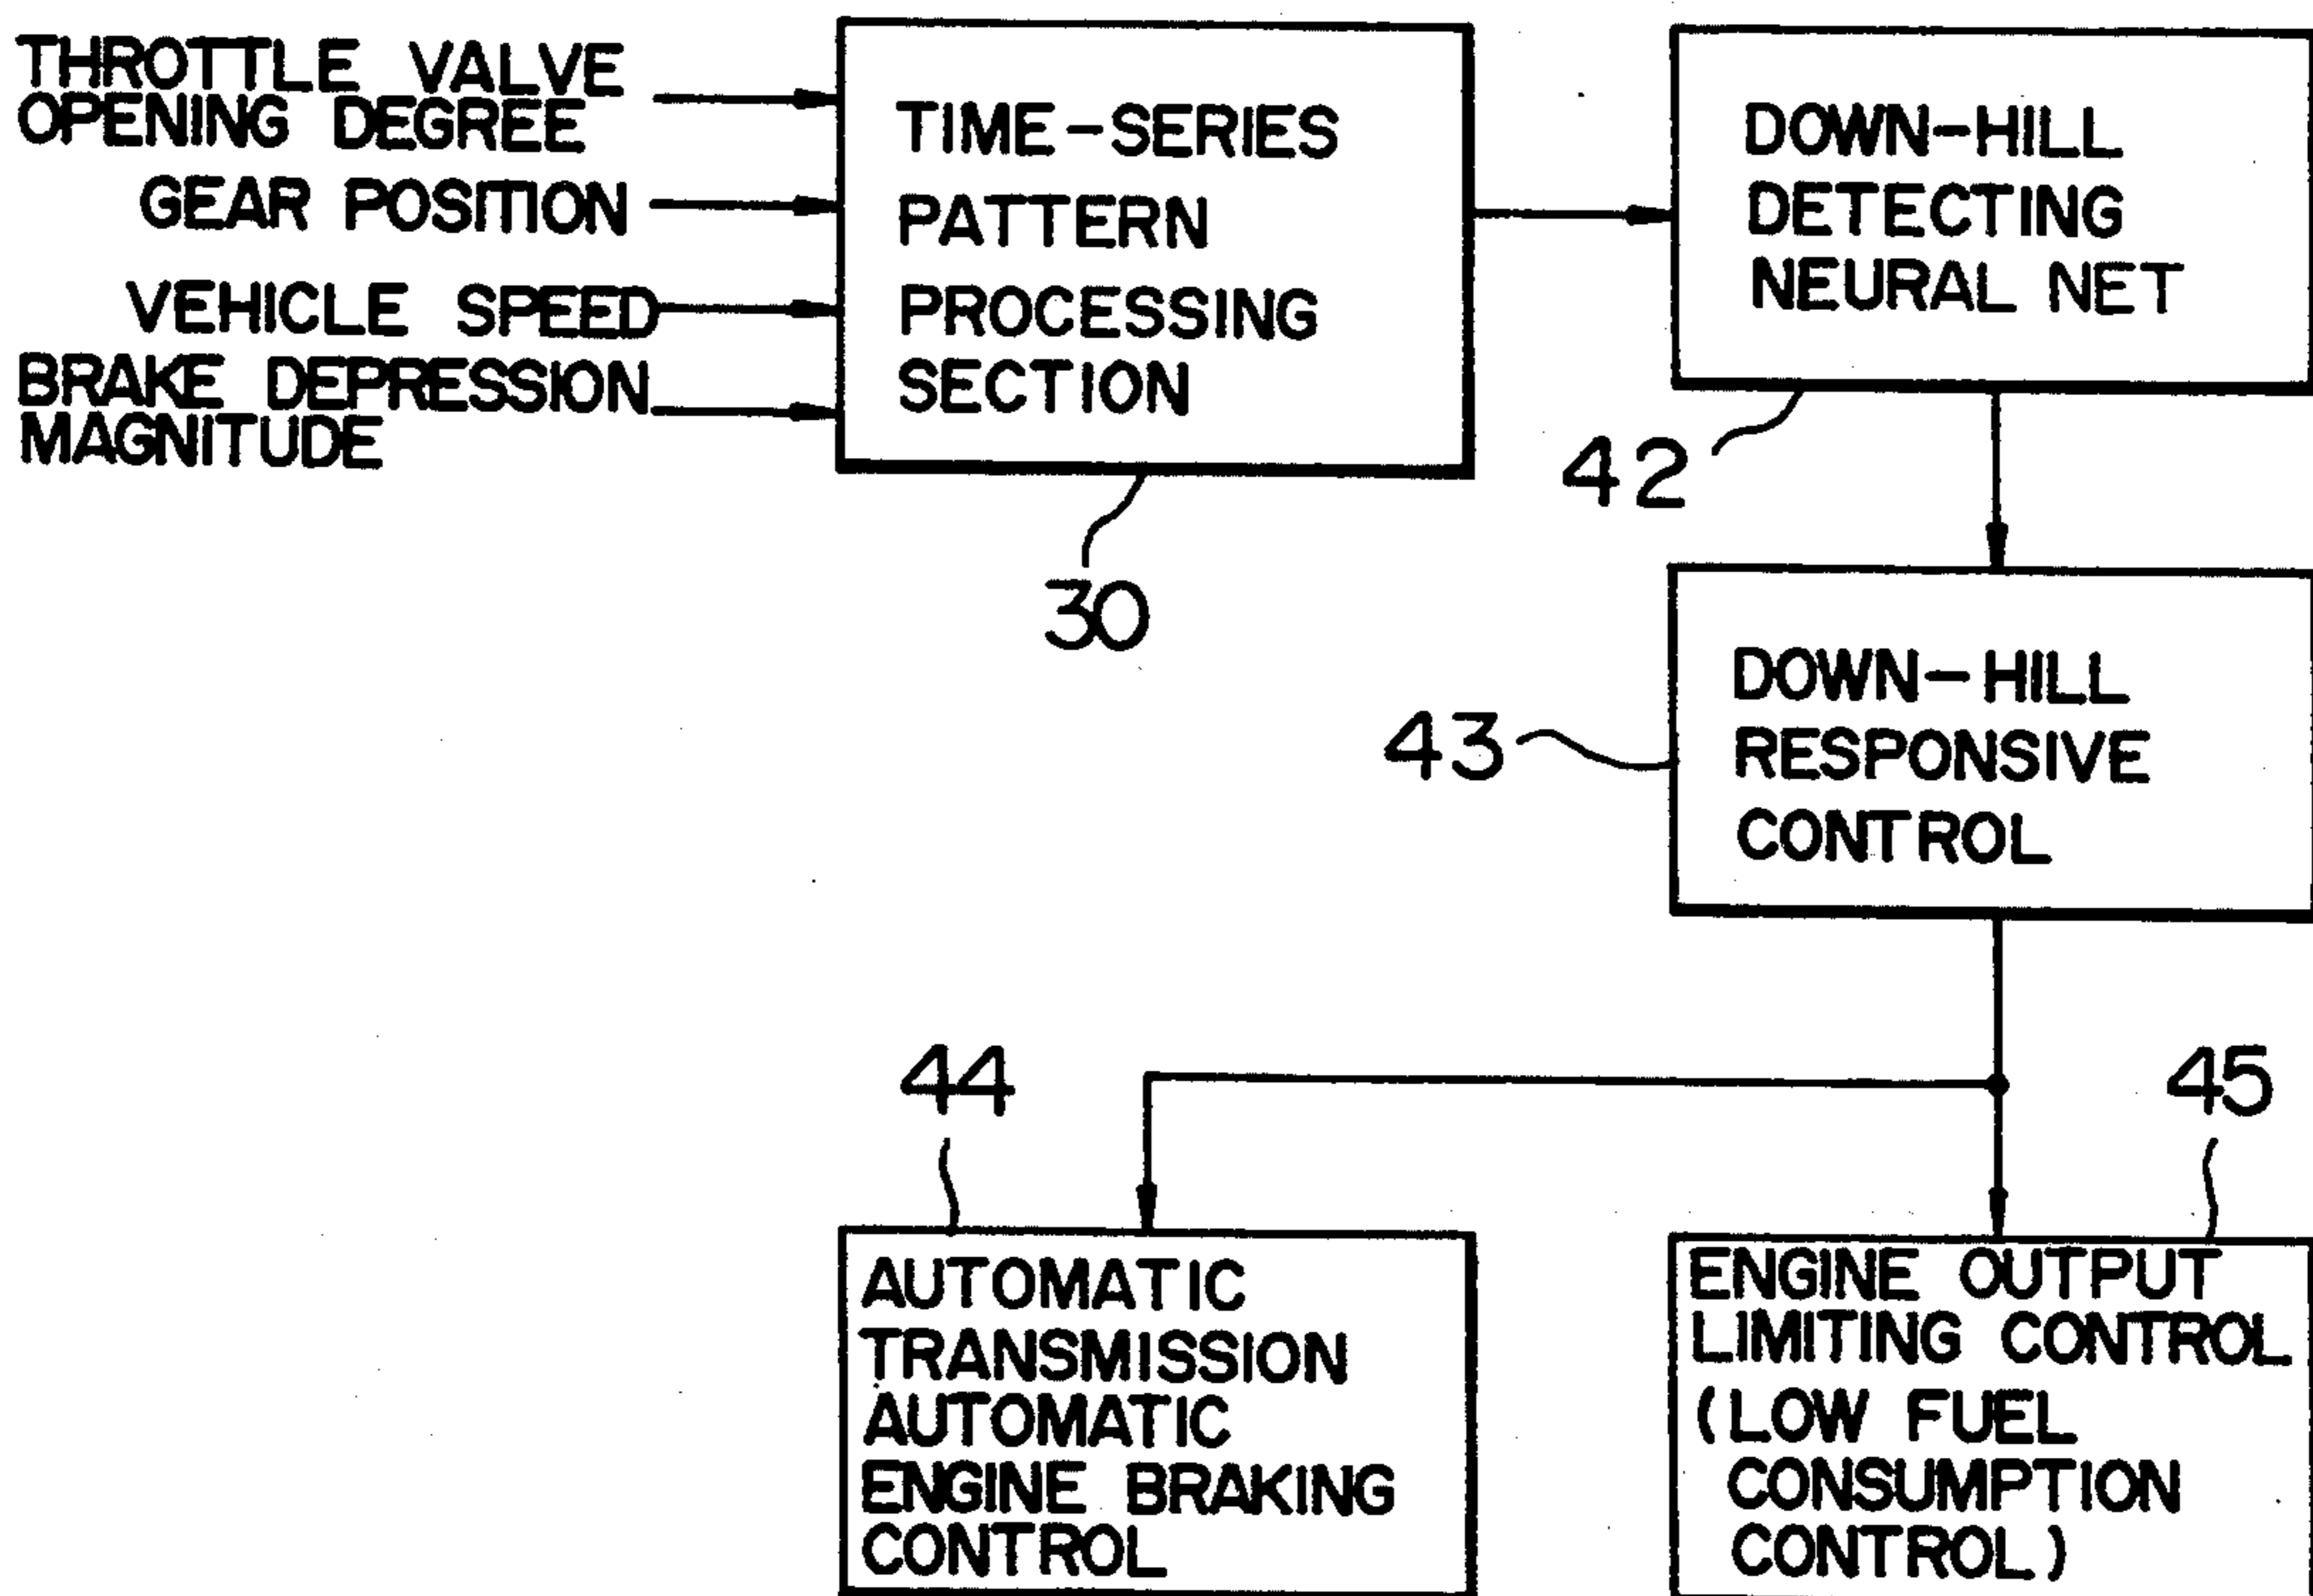 THROTTLE VALVE
OPENING DEGREE
GEAR POSITION
VEHICLE SPEED
BRAKE DEPRESSION
MAGNITUDE
TIME-SERIES
PATTERN
PROCESSING
SECTION
30
DOWN-HILL
DETECTING
NEURAL NET
42
DOWN-HILL
RESPONSIVE
CONTROL
43
44
AUTOMATIC
TRANSMISSION
AUTOMATIC
ENGINE BRAKING
CONTROL
45
ENGINE OUTPUT
LIMITING CONTROL
(LOW FUEL
CONSUMPTION
CONTROL)